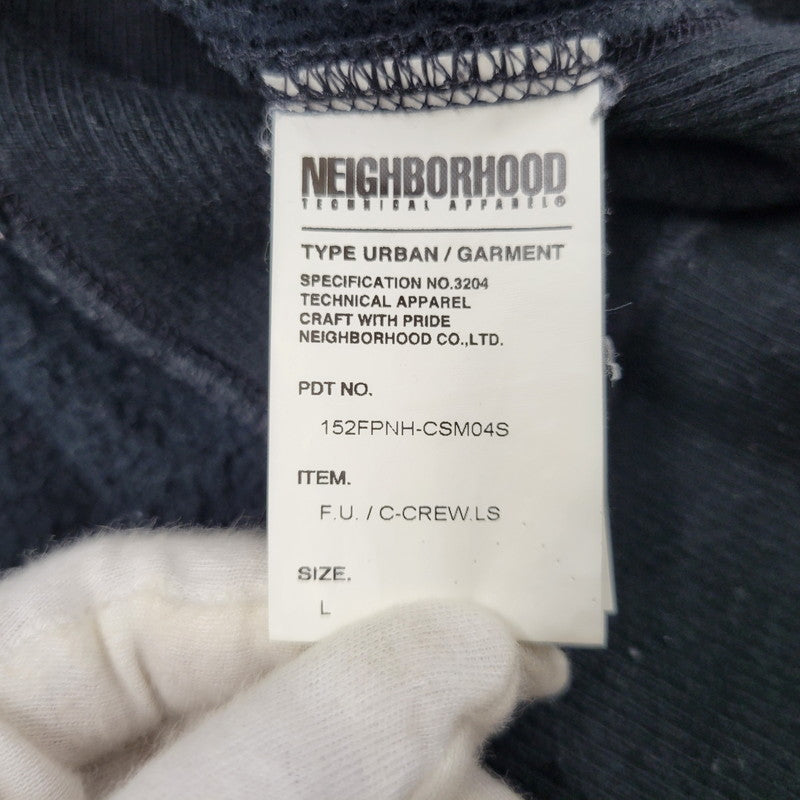 NEIGHBORHOOD
TECHNICAL APPAREL®
TYPE URBAN / GARMENT
SPECIFICATION NO.3204
TECHNICAL APPAREL
CRAFT WITH PRIDE
NEIGHBORHOOD CO.,LTD.
PDT NO.
152FPNH-CSM04S
ITEM.
F.U. / C-CREW.LS
SIZE.
L